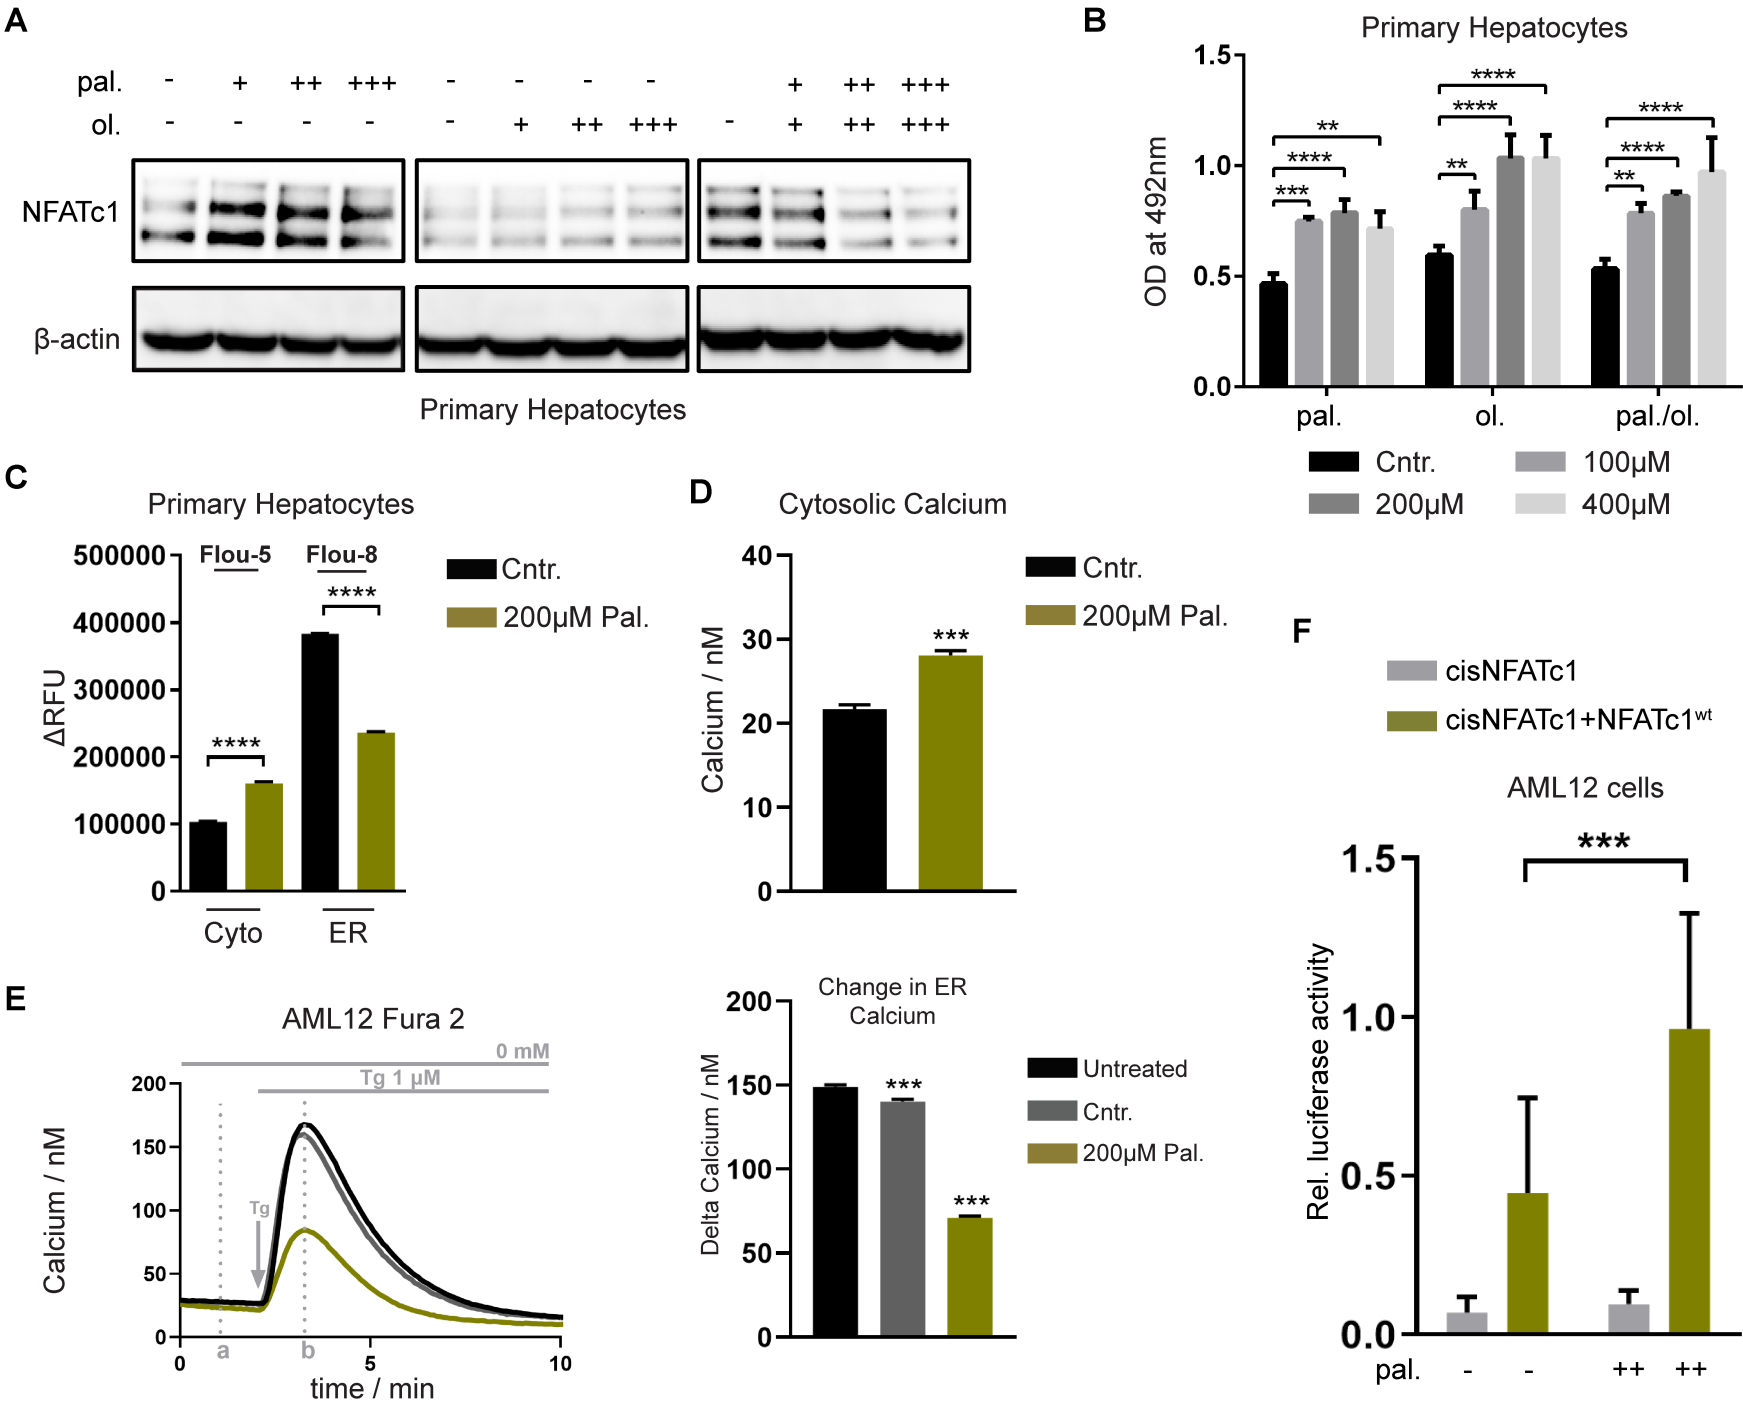 A
pal. - + ++ +++ - - - - + ++ +++
ol. - - - - - + ++ +++ - + ++ +++
NFATc1
β-actin
Primary Hepatocytes
B
Primary Hepatocytes
OD at 492nm
1.5
1.0
0.5
0.0
** **** ***
**** **** **
**** **** **
pal. ol. pal./ol.
Cntr. 100µM
200µM 400µM
C
Primary Hepatocytes
ΔRFU
500000
400000
300000
200000
100000
0
Flou-5 Flou-8
****
****
Cyto ER
Cntr.
200µM Pal.
D
Cytosolic Calcium
Calcium / nM
40
30
20
10
0
***
Cntr.
200µM Pal.
Change in ER
Calcium
Delta Calcium / nM
200
150
100
50
0
***
***
Untreated
Cntr.
200µM Pal.
E
AML12 Fura 2
0 mM
Tg 1 µM
Calcium / nM
200
150
100
50
0
Tg
a b
0 5 10
time / min
F
cisNFATc1
cisNFATc1+NFATc1wt
AML12 cells
***
Rel. luciferase activity
1.5
1.0
0.5
0.0
pal. - - ++ ++